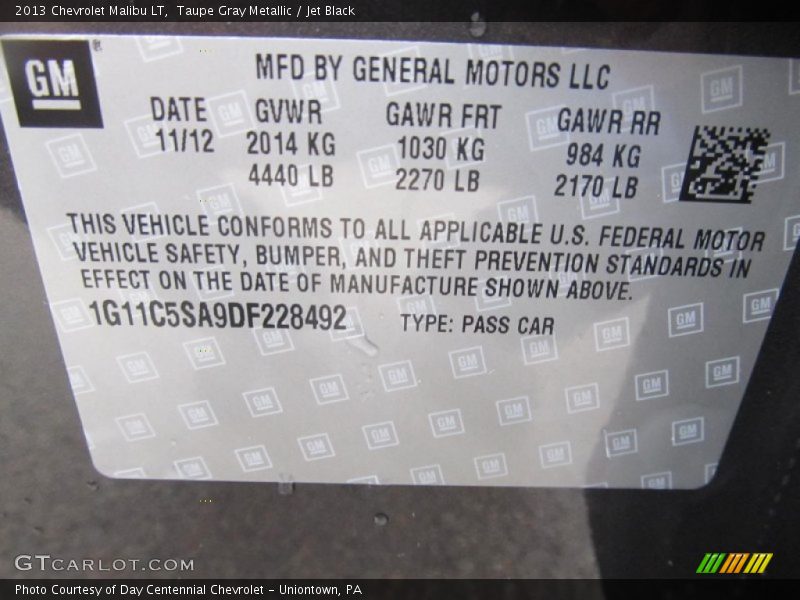 2013 Chevrolet Malibu LT, Taupe Gray Metallic / Jet Black
GM
MFD BY GENERAL MOTORS LLC
DATE GVWR GAWR FRT GAWR RR
11/12 2014 KG 1030 KG 984 KG
4440 LB 2270 LB 2170 LB
THIS VEHICLE CONFORMS TO ALL APPLICABLE U.S. FEDERAL MOTOR
VEHICLE SAFETY, BUMPER, AND THEFT PREVENTION STANDARDS IN
EFFECT ON THE DATE OF MANUFACTURE SHOWN ABOVE.
1G11C5SA9DF228492 TYPE: PASS CAR
GTCARLOT.COM
Photo Courtesy of Day Centennial Chevrolet – Uniontown, PA